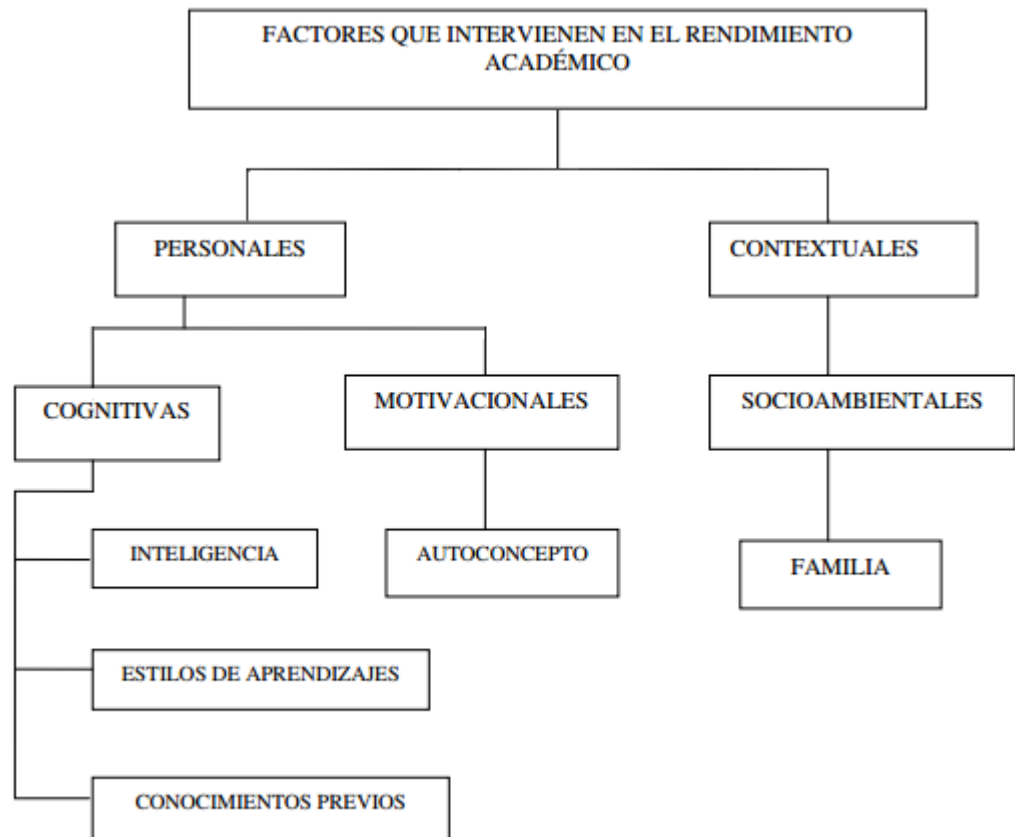 FACTORES QUE INTERVIENEN EN EL RENDIMIENTO
ACADÉMICO
PERSONALES
CONTEXTUALES
COGNITIVAS
MOTIVACIONALES
SOCIOAMBIENTALES
INTELIGENCIA
AUTOCONCEPTO
FAMILIA
ESTILOS DE APRENDIZAJES
CONOCIMIENTOS PREVIOS